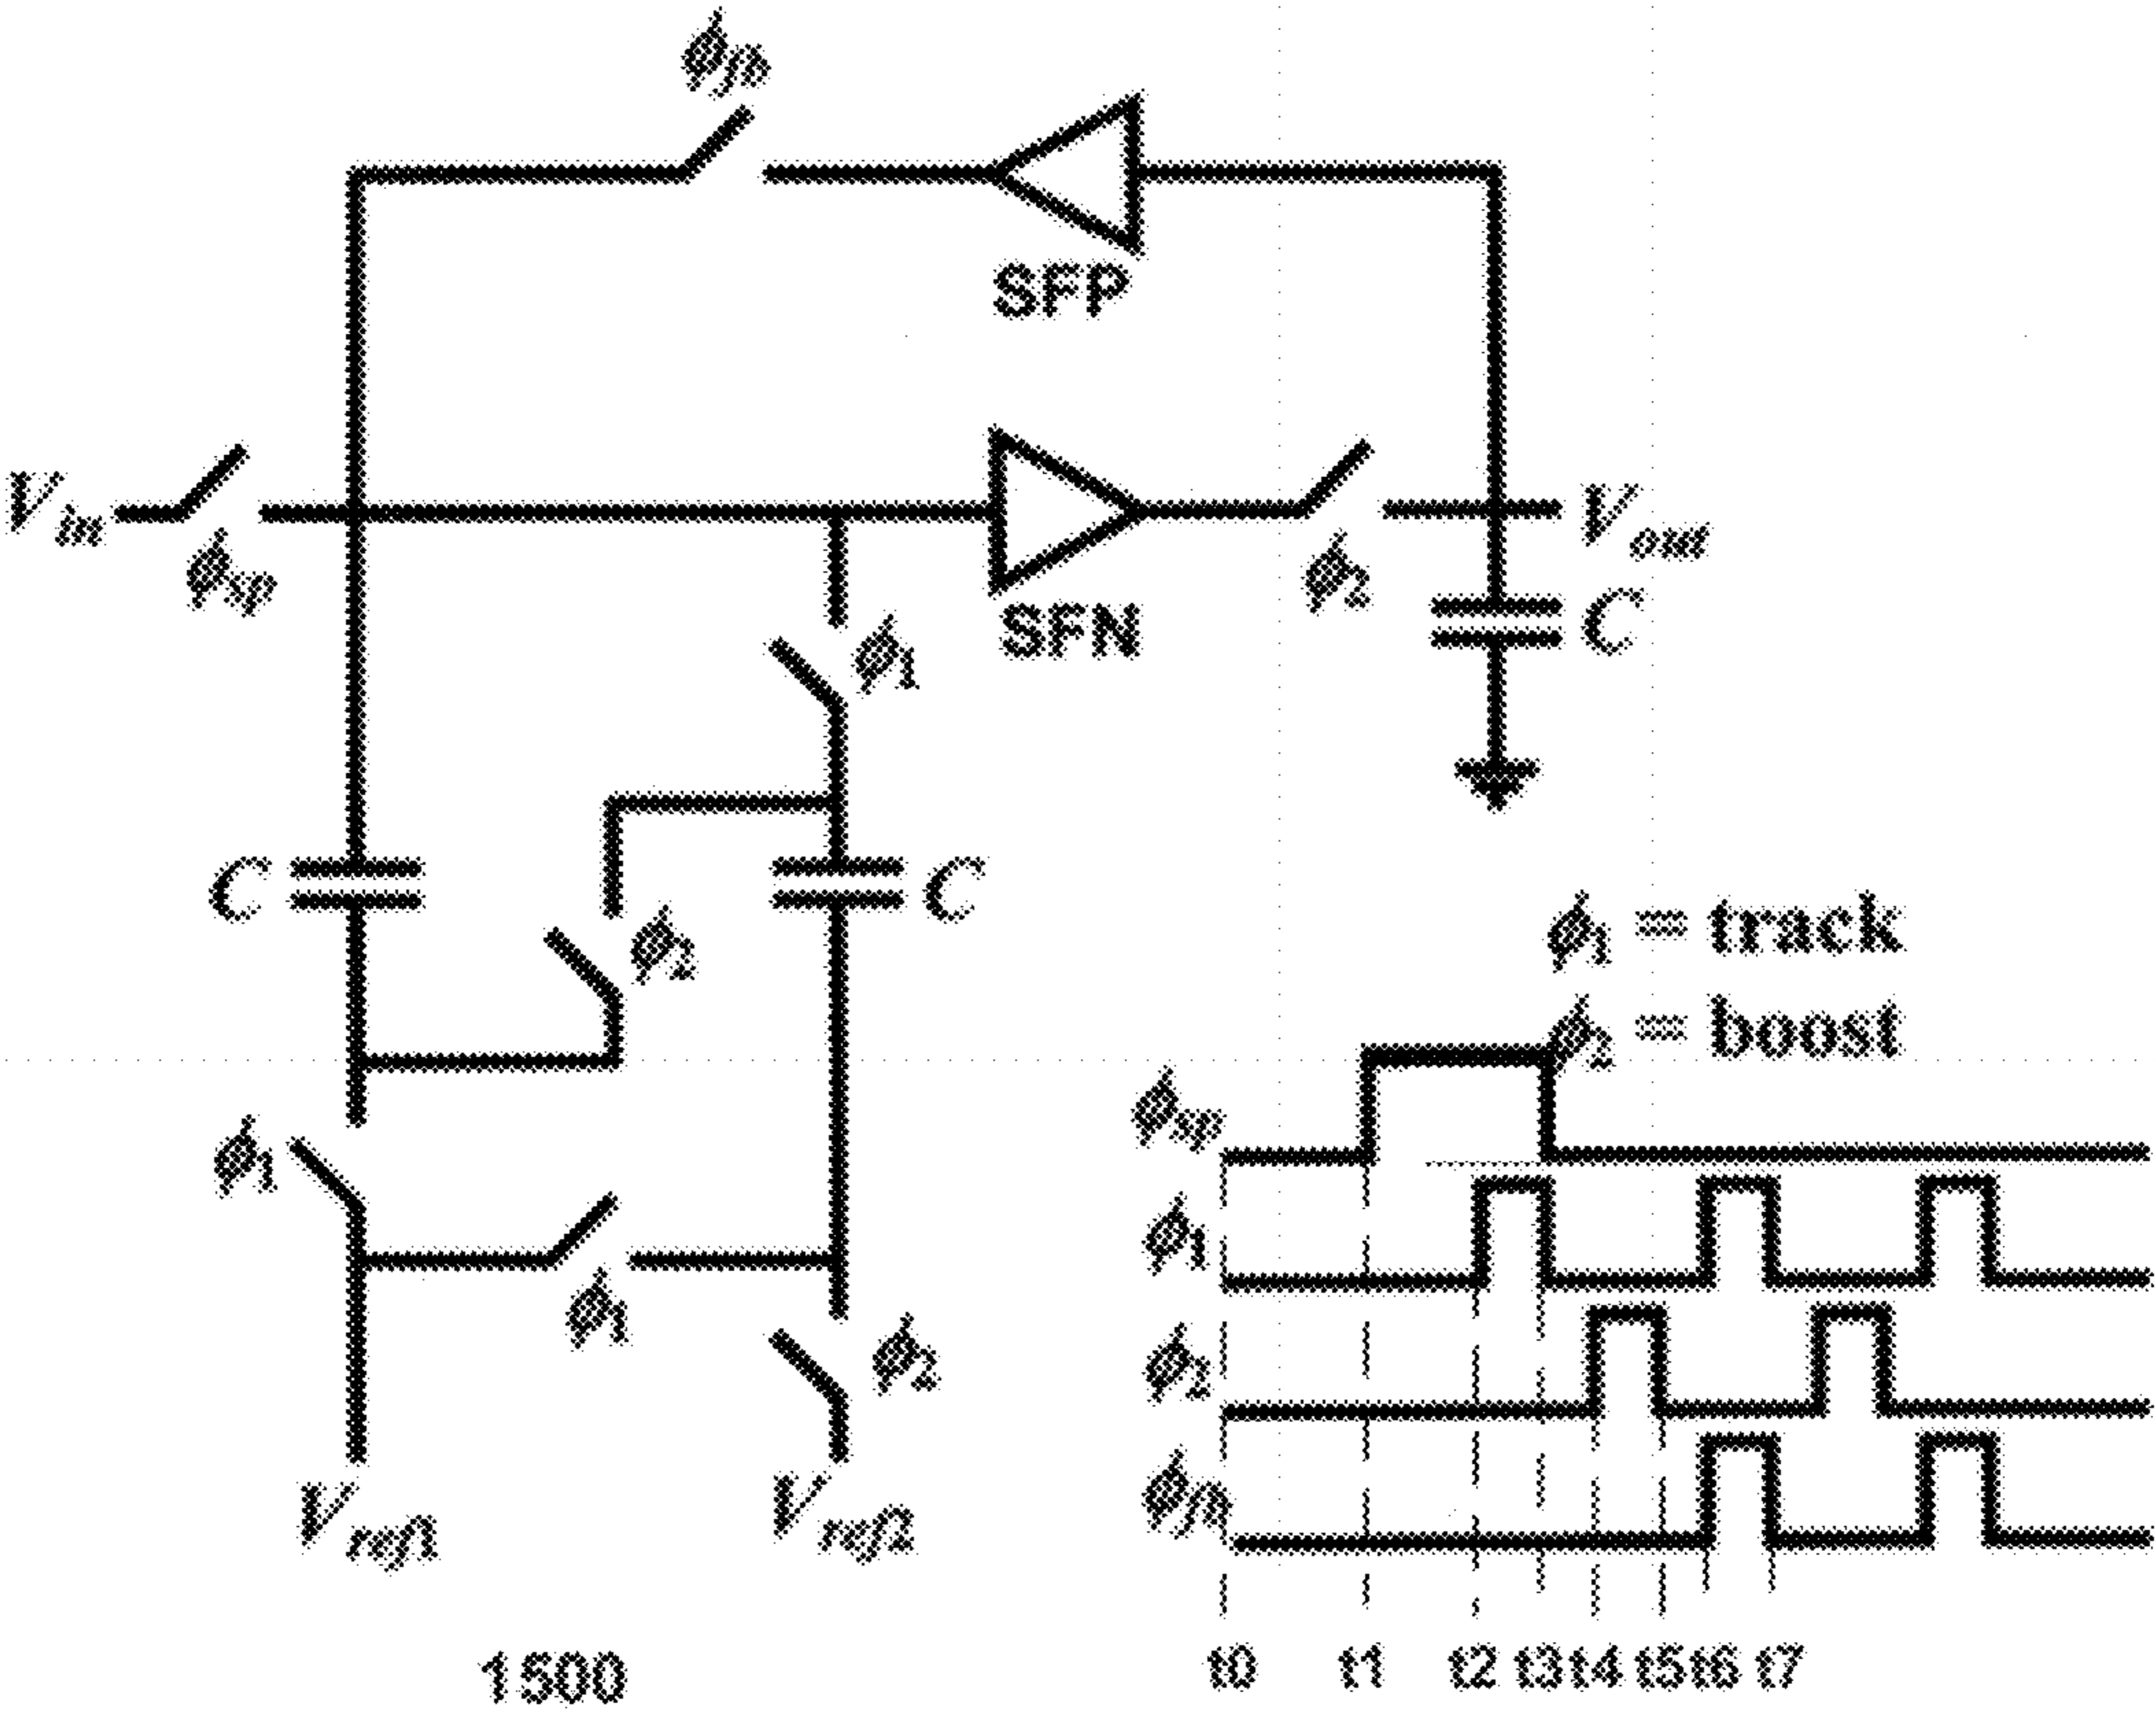 ϕfb
SFP
Vin
ϕsp
SFN
ϕ2
Vout
C
ϕ1
C
ϕ2
C
ϕ1 = track
ϕ2 = boost
ϕsp
ϕ1
ϕ1
ϕ1
ϕ2
ϕ2
Vref1
Vref2
ϕfb
t0 t1 t2 t3 t4 t5 t6 t7
1500